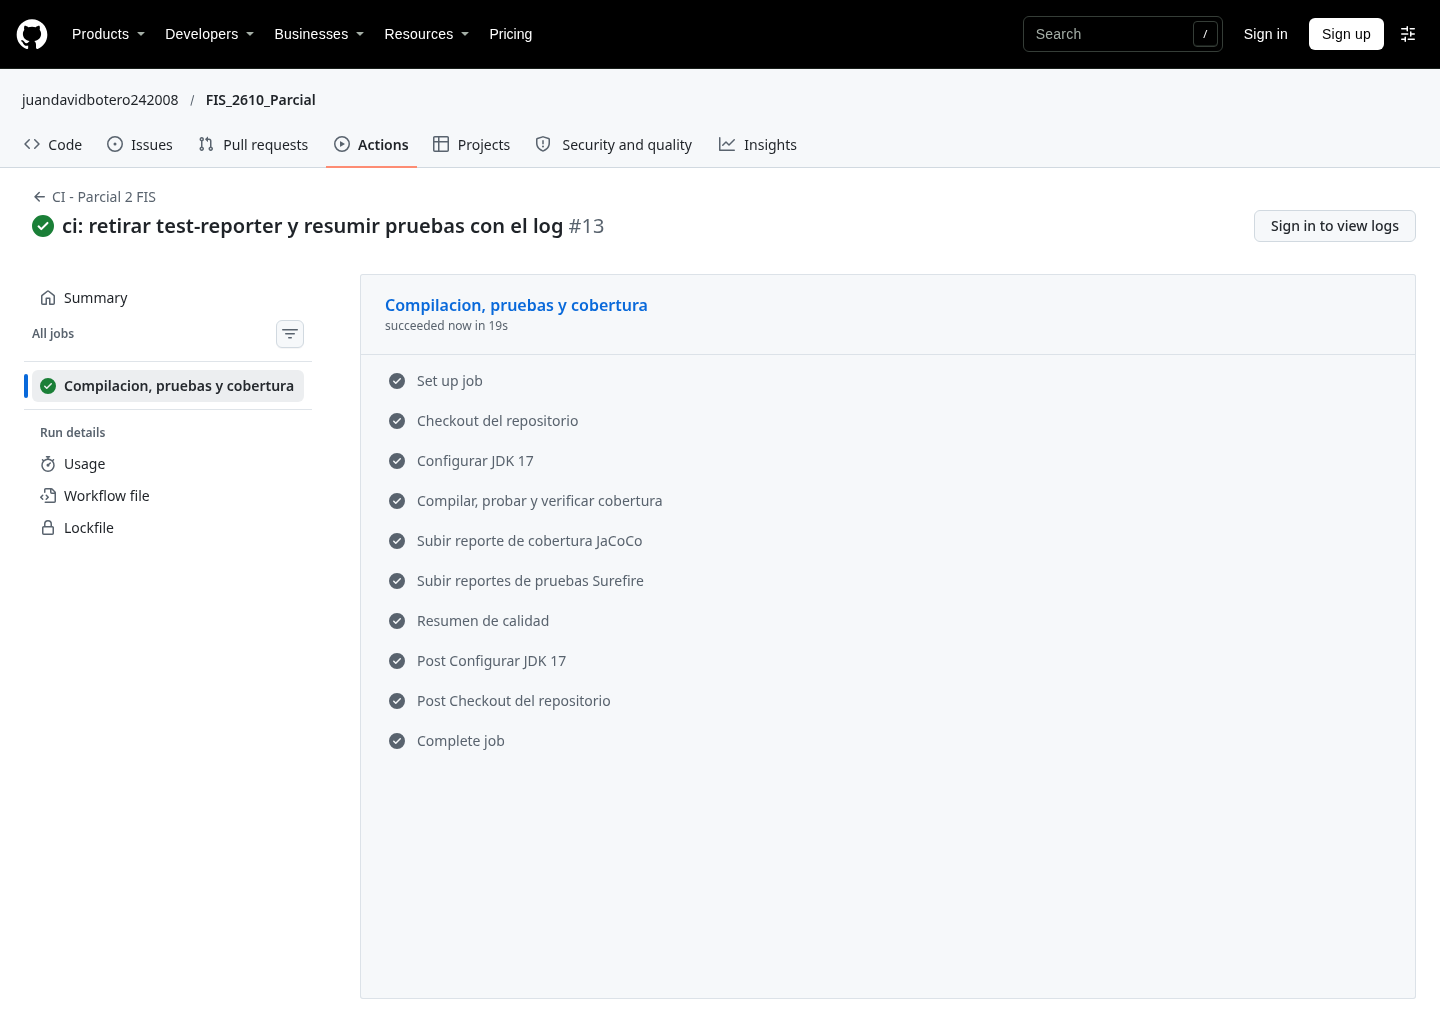 Products Developers Businesses Resources Pricing Search / Sign in Sign up
juandavidbotero242008 / FIS_2610_Parcial
Code Issues Pull requests Actions Projects Security and quality Insights
CI - Parcial 2 FIS
ci: retirar test-reporter y resumir pruebas con el log #13
Sign in to view logs
Summary
All jobs
Compilacion, pruebas y cobertura
Run details
Usage
Workflow file
Lockfile
Compilacion, pruebas y cobertura
succeeded now in 19s
Set up job
Checkout del repositorio
Configurar JDK 17
Compilar, probar y verificar cobertura
Subir reporte de cobertura JaCoCo
Subir reportes de pruebas Surefire
Resumen de calidad
Post Configurar JDK 17
Post Checkout del repositorio
Complete job